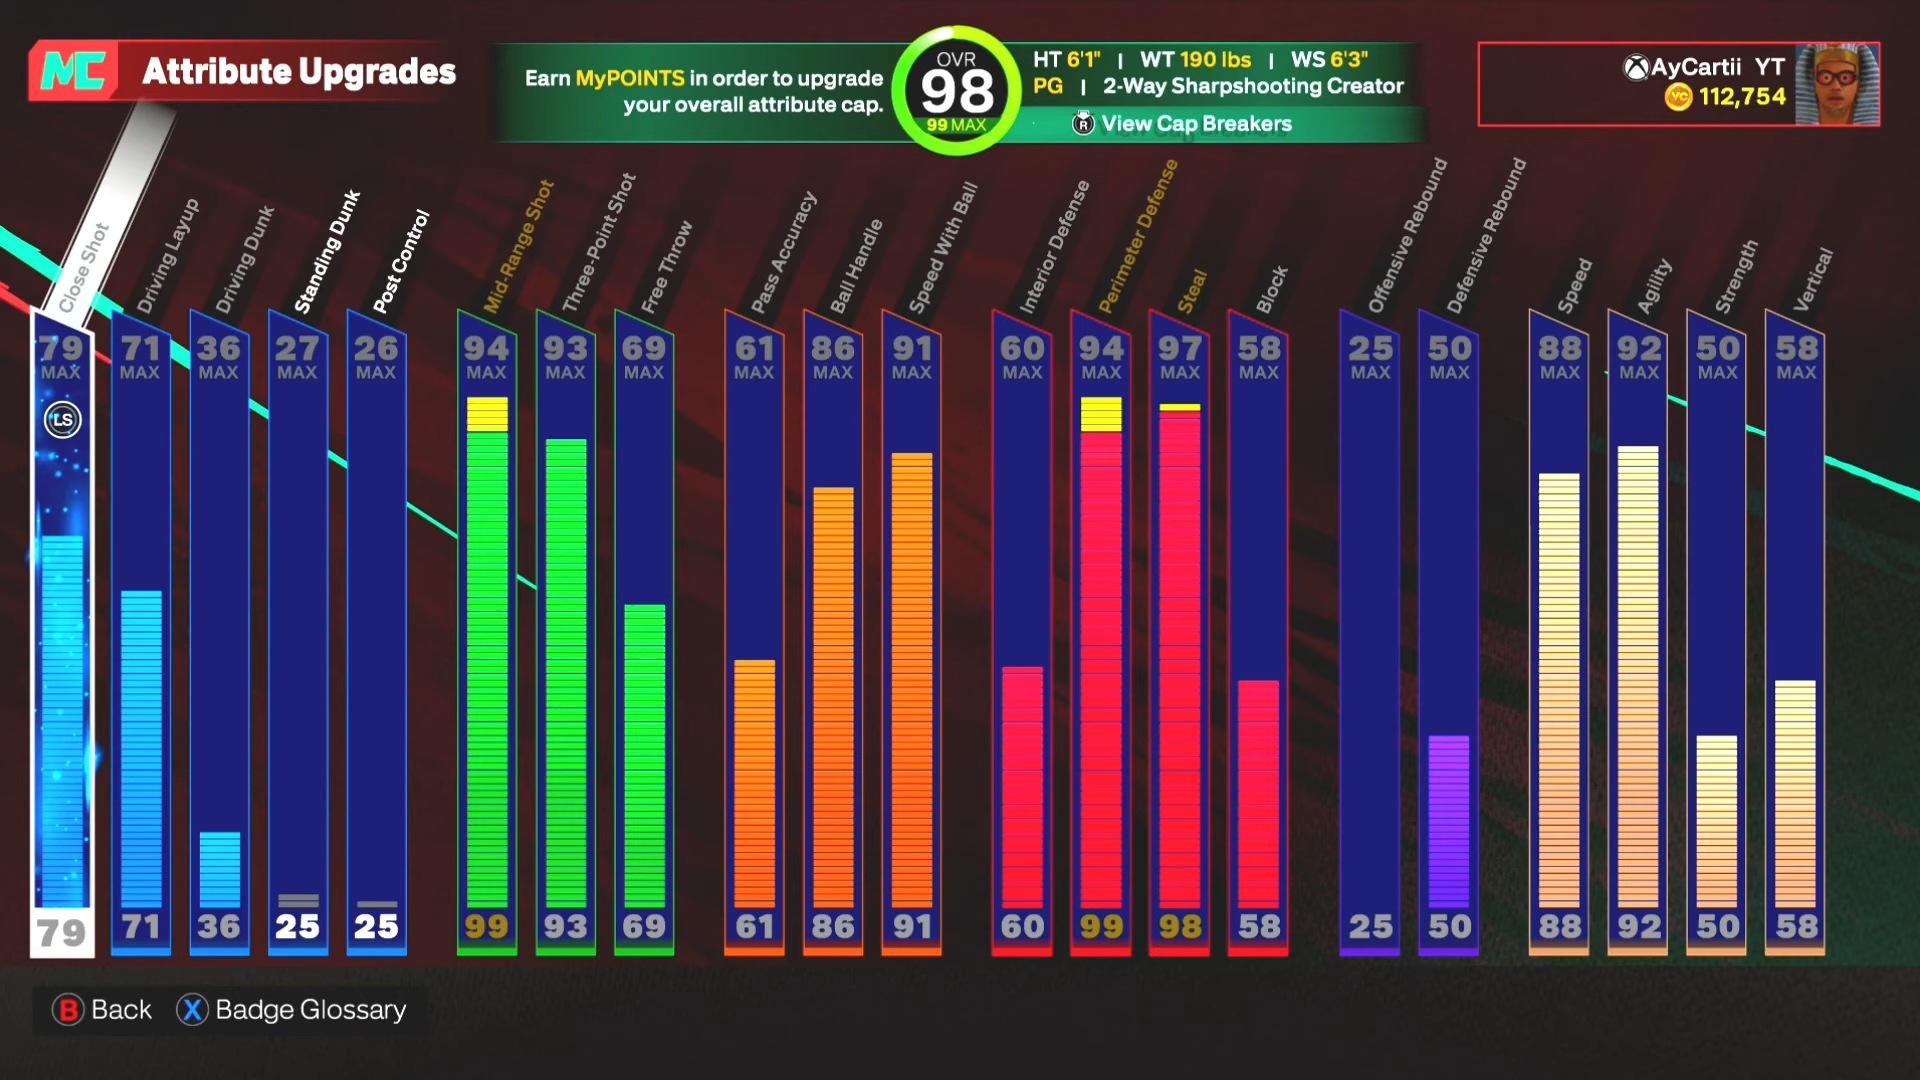 MC
Attribute Upgrades
Earn MyPOINTS in order to upgrade
your overall attribute cap.
OVR
98
99 MAX
HT 6'1" | WT 190 lbs | WS 6'3"
PG | 2-Way Sharpshooting Creator
R View Cap Breakers
AyCartii YT
VC 112,754
Close Shot
79
MAX
LS
79
Driving Layup
71
MAX
71
Driving Dunk
36
MAX
36
Standing Dunk
27
MAX
25
Post Control
26
MAX
25
Mid-Range Shot
94
MAX
99
Three-Point Shot
93
MAX
93
Free Throw
69
MAX
69
Pass Accuracy
61
MAX
61
Ball Handle
86
MAX
86
Speed With Ball
91
MAX
91
Interior Defense
60
MAX
60
Perimeter Defense
94
MAX
99
Steal
97
MAX
98
Block
58
MAX
58
Offensive Rebound
25
MAX
25
Defensive Rebound
50
MAX
50
Speed
88
MAX
88
Agility
92
MAX
92
Strength
50
MAX
50
Vertical
58
MAX
58
B Back X Badge Glossary